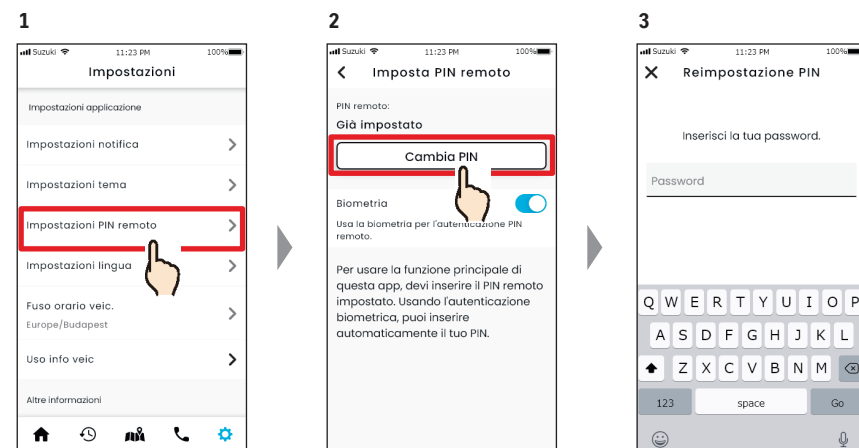 1
Suzuki 11:23 PM 100%
Impostazioni
Impostazioni applicazione
Impostazioni notifica
Impostazioni tema
Impostazioni PIN remoto
Impostazioni lingua
Fuso orario veic.
Europe/Budapest
Uso info veic
Altre informazioni
2
Suzuki 11:23 PM 100%
Imposta PIN remoto
PIN remoto:
Già impostato
Cambia PIN
Biometria
Usa la biometria per l'autenticazione PIN
remoto.
Per usare la funzione principale di
questa app, devi inserire il PIN remoto
impostato. Usando l'autenticazione
biometrica, puoi inserire
automaticamente il tuo PIN.
3
Suzuki 11:23 PM 100%
Reimpostazione PIN
Inserisci la tua password.
Password
Q W E R T Y U I O P
A S D F G H J K L
Z X C V B N M
123 space Go